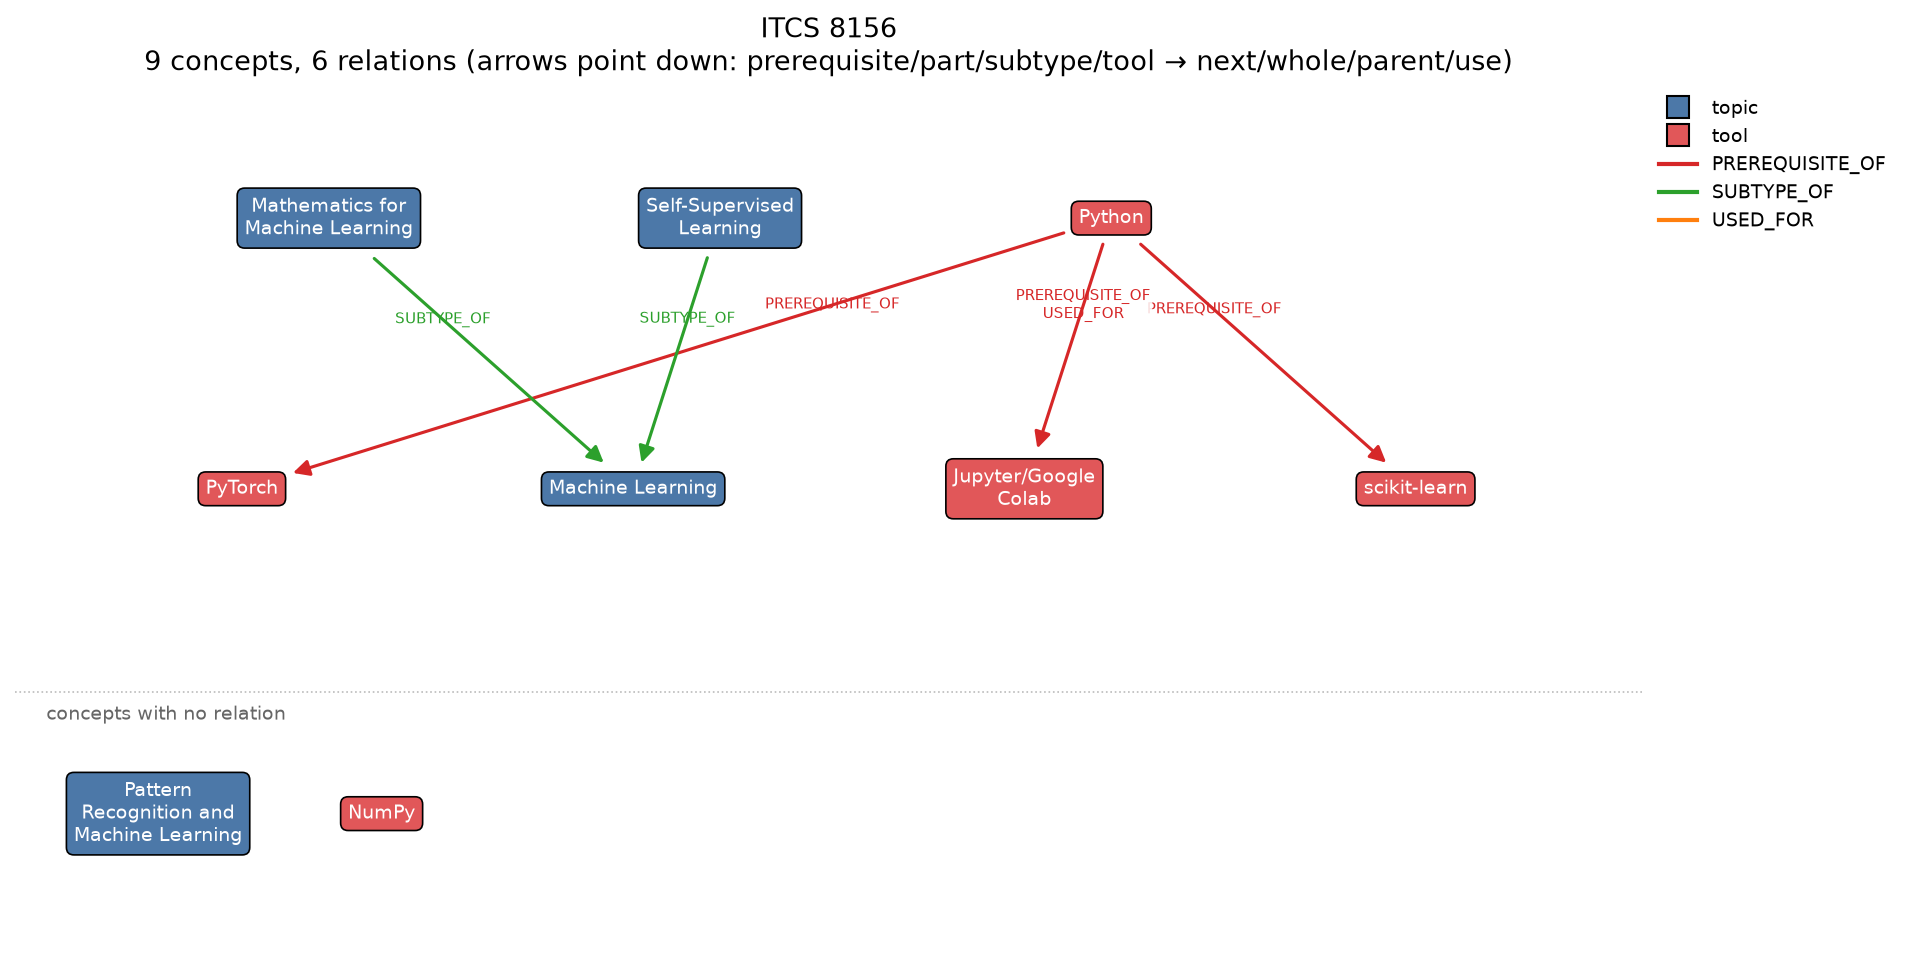 ITCS 8156
9 concepts, 6 relations (arrows point down: prerequisite/part/subtype/tool → next/whole/parent/use)
topic
tool
PREREQUISITE_OF
SUBTYPE_OF
USED_FOR
Mathematics for
Machine Learning
Self-Supervised
Learning
Python
SUBTYPE_OF
SUBTYPE_OF
PREREQUISITE_OF
PREREQUISITE_OF
USED_FOR
PREREQUISITE_OF
PyTorch
Machine Learning
Jupyter/Google
Colab
scikit-learn
concepts with no relation
Pattern
Recognition and
Machine Learning
NumPy